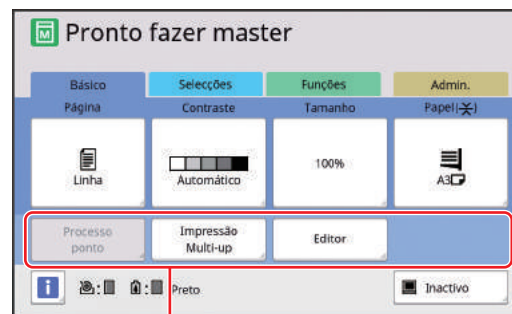 Pronto fazer master
Básico Selecções Funções Admin.
Página Contraste Tamanho Papel(
Linha Automático 100% A3
Processo
ponto
Impressão
Multi-up
Editor
i : : Preto Inactivo